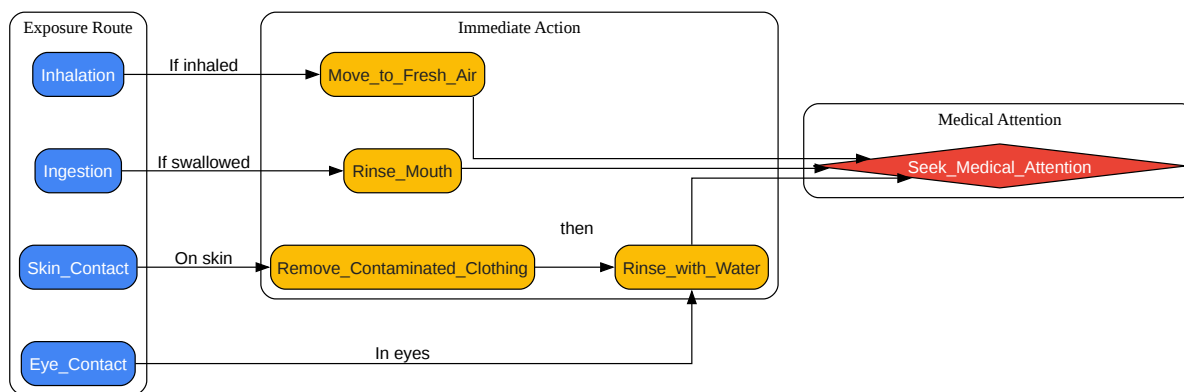 Exposure Route
Immediate Action
Inhalation
If inhaled
Move_to_Fresh_Air
Medical Attention
Ingestion
If swallowed
Rinse_Mouth
Seek_Medical_Attention
then
Skin_Contact
On skin
Remove_Contaminated_Clothing
Rinse_with_Water
Eye_Contact
In eyes